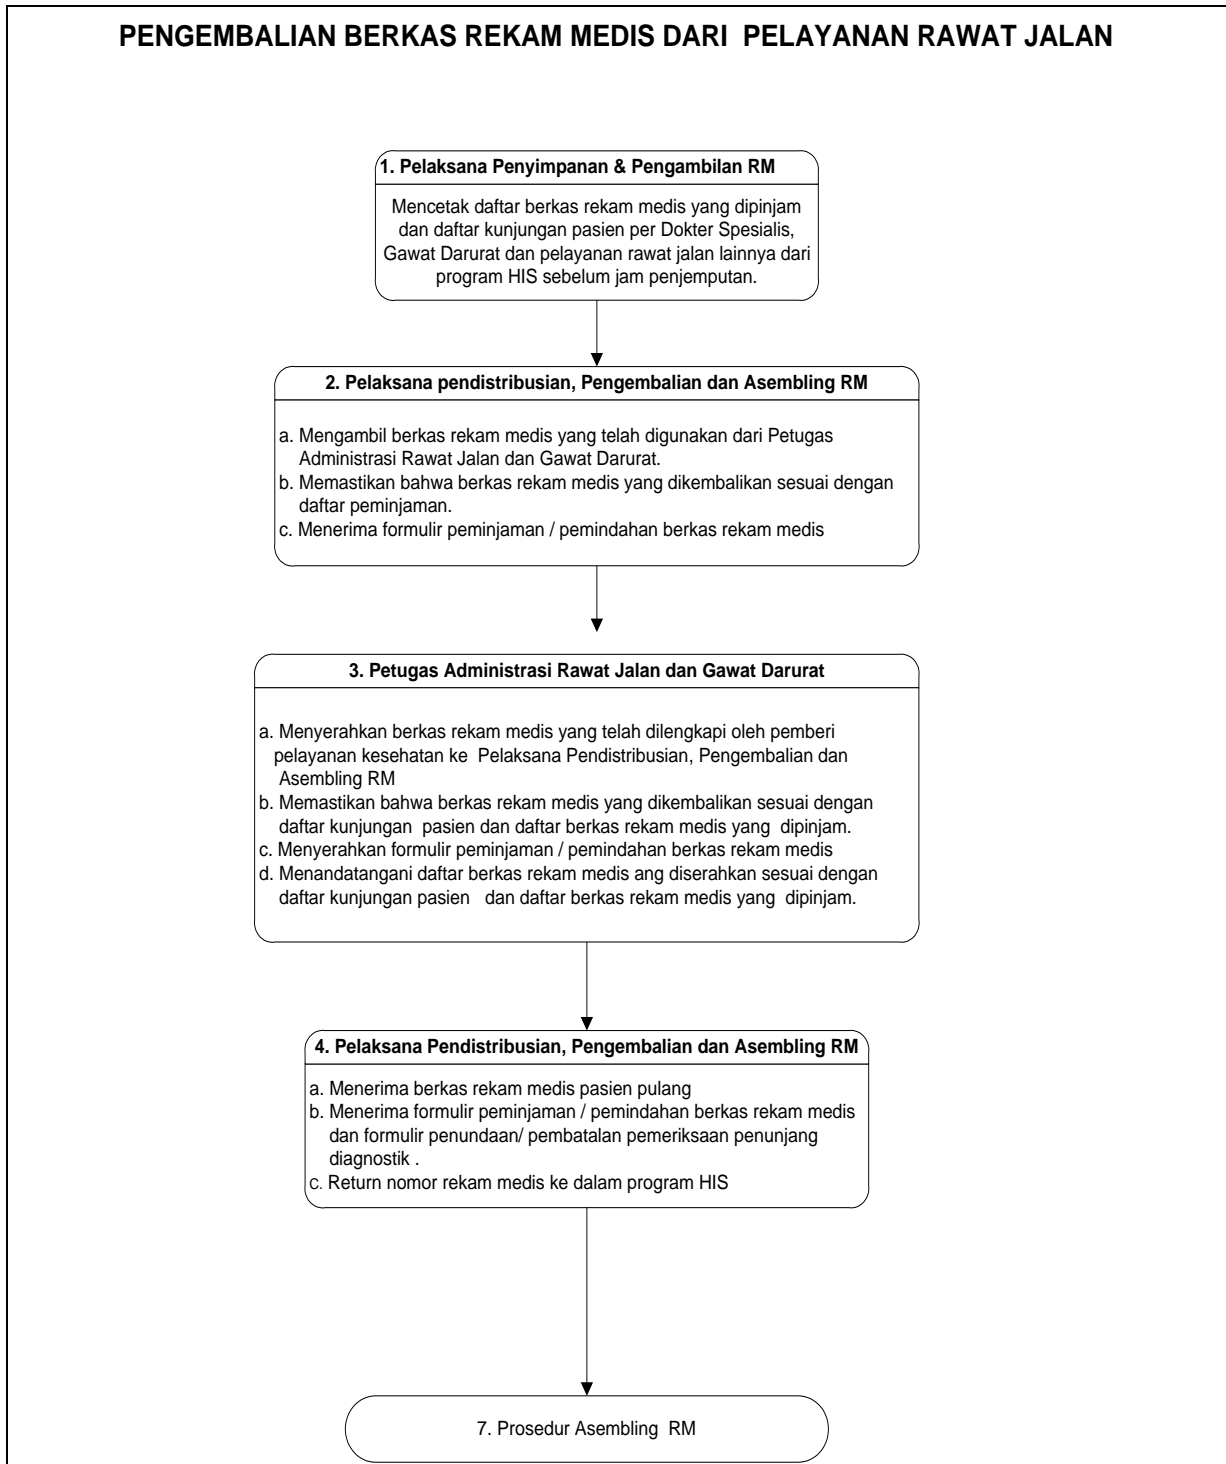 PENGEMBALIAN BERKAS REKAM MEDIS DARI PELAYANAN RAWAT JALAN
1. Pelaksana Penyimpanan & Pengambilan RM
Mencetak daftar berkas rekam medis yang dipinjam
dan daftar kunjungan pasien per Dokter Spesialis,
Gawat Darurat dan pelayanan rawat jalan lainnya dari
program HIS sebelum jam penjemputan.
2. Pelaksana pendistribusian, Pengembalian dan Asembling RM
a. Mengambil berkas rekam medis yang telah digunakan dari Petugas
Administrasi Rawat Jalan dan Gawat Darurat.
b. Memastikan bahwa berkas rekam medis yang dikembalikan sesuai dengan
daftar peminjaman.
c. Menerima formulir peminjaman / pemindahan berkas rekam medis
3. Petugas Administrasi Rawat Jalan dan Gawat Darurat
a. Menyerahkan berkas rekam medis yang telah dilengkapi oleh pemberi
pelayanan kesehatan ke Pelaksana Pendistribusian, Pengembalian dan
Asembling RM
b. Memastikan bahwa berkas rekam medis yang dikembalikan sesuai dengan
daftar kunjungan pasien dan daftar berkas rekam medis yang dipinjam.
c. Menyerahkan formulir peminjaman / pemindahan berkas rekam medis
d. Menandatangani daftar berkas rekam medis ang diserahkan sesuai dengan
daftar kunjungan pasien dan daftar berkas rekam medis yang dipinjam.
4. Pelaksana Pendistribusian, Pengembalian dan Asembling RM
a. Menerima berkas rekam medis pasien pulang
b. Menerima formulir peminjaman / pemindahan berkas rekam medis
dan formulir penundaan/ pembatalan pemeriksaan penunjang
diagnostik .
c. Return nomor rekam medis ke dalam program HIS
7. Prosedur Asembling RM